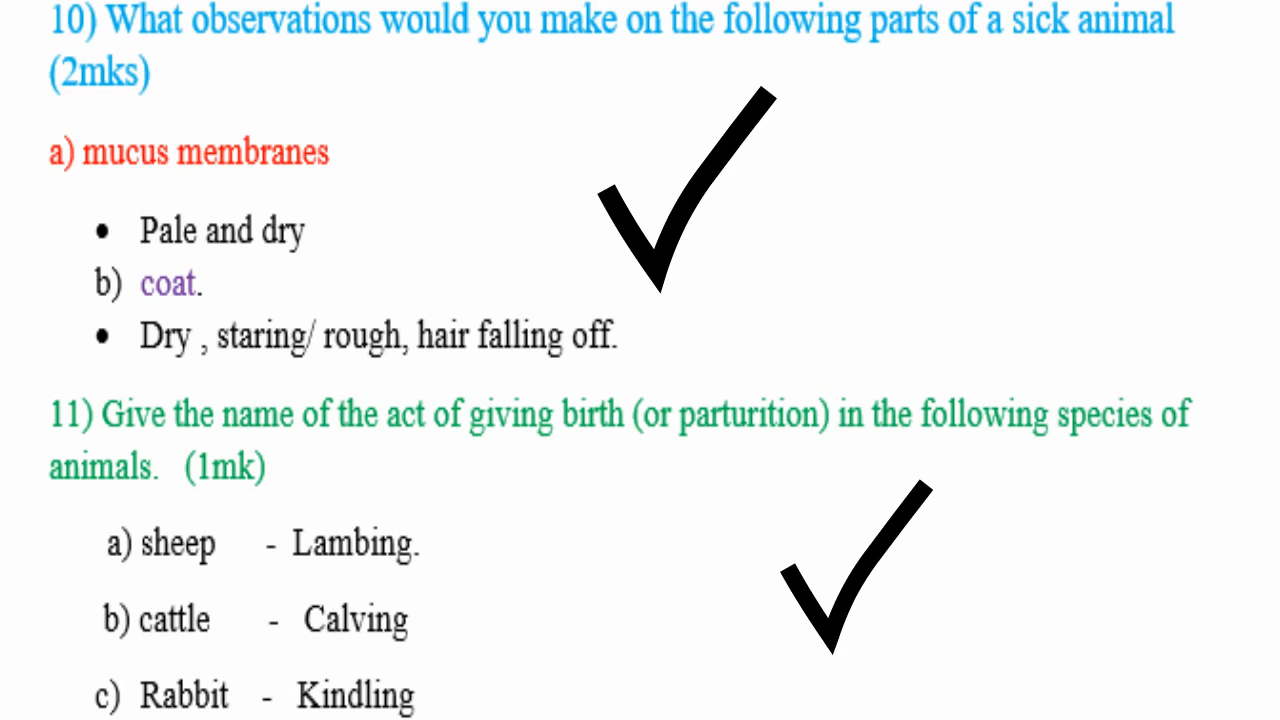 10) What observations would you make on the following parts of a sick animal
(2mks)
a) mucus membranes
• Pale and dry
b) coat.
• Dry , staring/ rough, hair falling off.
11) Give the name of the act of giving birth (or parturition) in the following species of
animals. (1mk)
a) sheep - Lambing.
b) cattle - Calving
c) Rabbit - Kindling